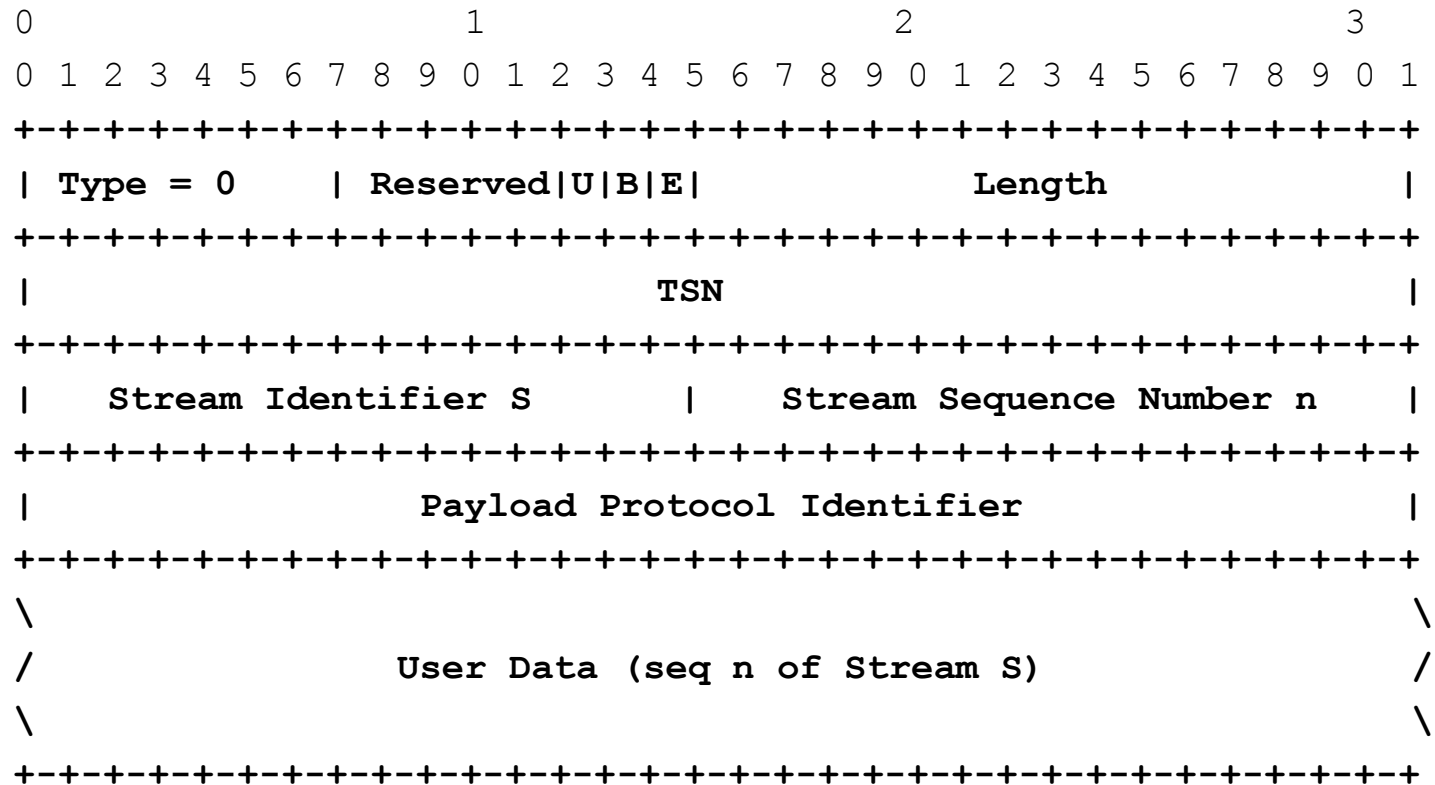 0                   1                   2                   3
0 1 2 3 4 5 6 7 8 9 0 1 2 3 4 5 6 7 8 9 0 1 2 3 4 5 6 7 8 9 0 1
+-+-+-+-+-+-+-+-+-+-+-+-+-+-+-+-+-+-+-+-+-+-+-+-+-+-+-+-+-+-+-+
| Type = 0    | Reserved|U|B|E|            Length             |
+-+-+-+-+-+-+-+-+-+-+-+-+-+-+-+-+-+-+-+-+-+-+-+-+-+-+-+-+-+-+-+
|                            TSN                              |
+-+-+-+-+-+-+-+-+-+-+-+-+-+-+-+-+-+-+-+-+-+-+-+-+-+-+-+-+-+-+-+
|   Stream Identifier S       |   Stream Sequence Number n    |
+-+-+-+-+-+-+-+-+-+-+-+-+-+-+-+-+-+-+-+-+-+-+-+-+-+-+-+-+-+-+-+
|                 Payload Protocol Identifier                 |
+-+-+-+-+-+-+-+-+-+-+-+-+-+-+-+-+-+-+-+-+-+-+-+-+-+-+-+-+-+-+-+
\                                                             \
/                User Data (seq n of Stream S)                /
\                                                             \
+-+-+-+-+-+-+-+-+-+-+-+-+-+-+-+-+-+-+-+-+-+-+-+-+-+-+-+-+-+-+-+